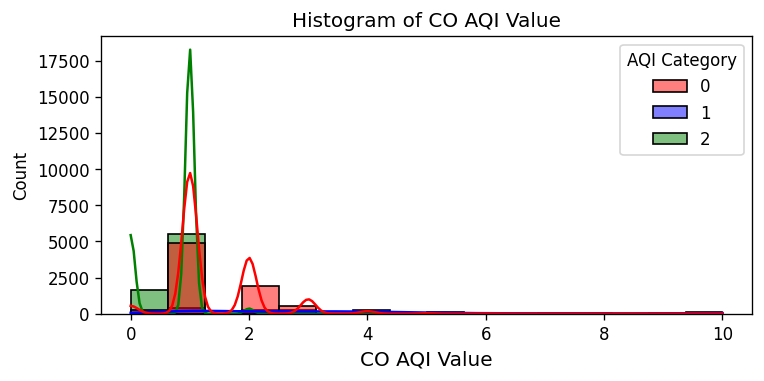 Histogram of CO AQI Value
17500
15000
12500
10000
7500
5000
2500
0
Count
0 2 4 6 8 10
CO AQI Value
AQI Category
0
1
2